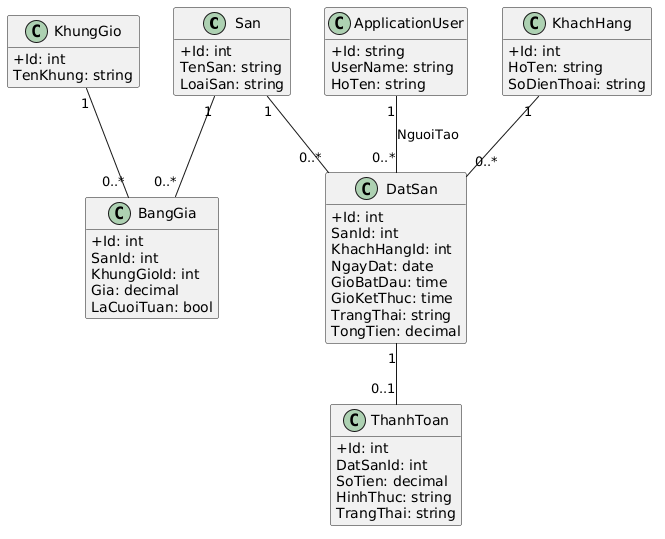 C KhungGio
+Id: int
TenKhung: string
C San
+Id: int
TenSan: string
LoaiSan: string
C ApplicationUser
+Id: string
UserName: string
HoTen: string
C KhachHang
+Id: int
HoTen: string
SoDienThoai: string
1
1
1
1
1
NguoiTao
0..*
0..*
0..*
0..*
0..*
C BangGia
+Id: int
SanId: int
KhungGioId: int
Gia: decimal
LaCuoiTuan: bool
C DatSan
+Id: int
SanId: int
KhachHangId: int
NgayDat: date
GioBatDau: time
GioKetThuc: time
TrangThai: string
TongTien: decimal
1
0..1
C ThanhToan
+Id: int
DatSanId: int
SoTien: decimal
HinhThuc: string
TrangThai: string